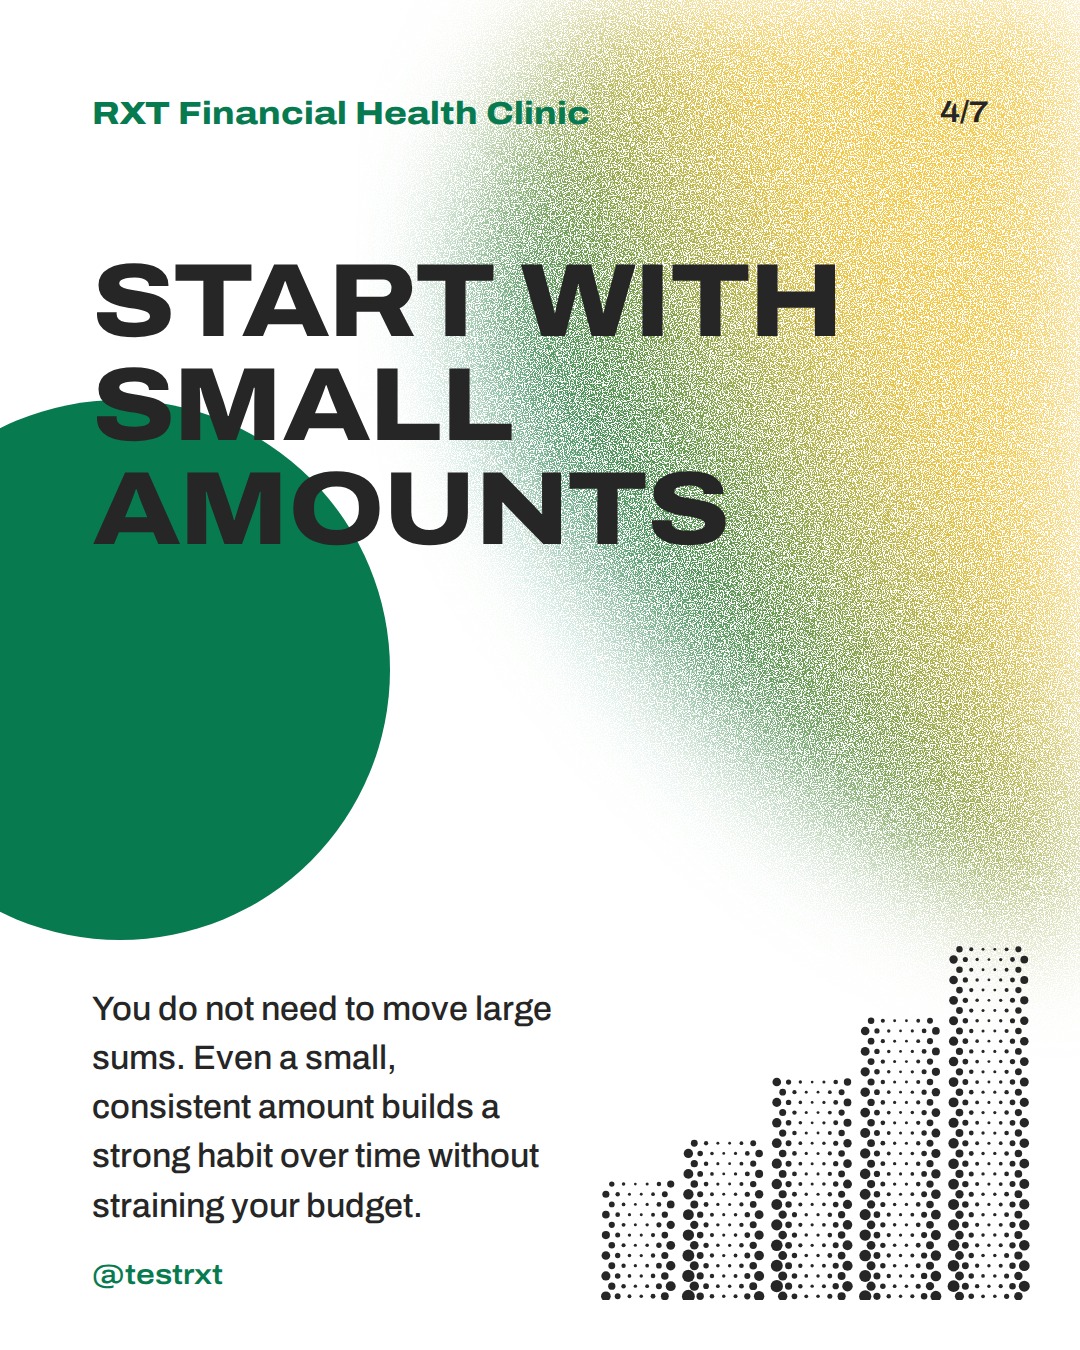 RXT Financial Health Clinic
4/7
START WITH
SMALL
AMOUNTS
You do not need to move large
sums. Even a small,
consistent amount builds a
strong habit over time without
straining your budget.
@testrxt